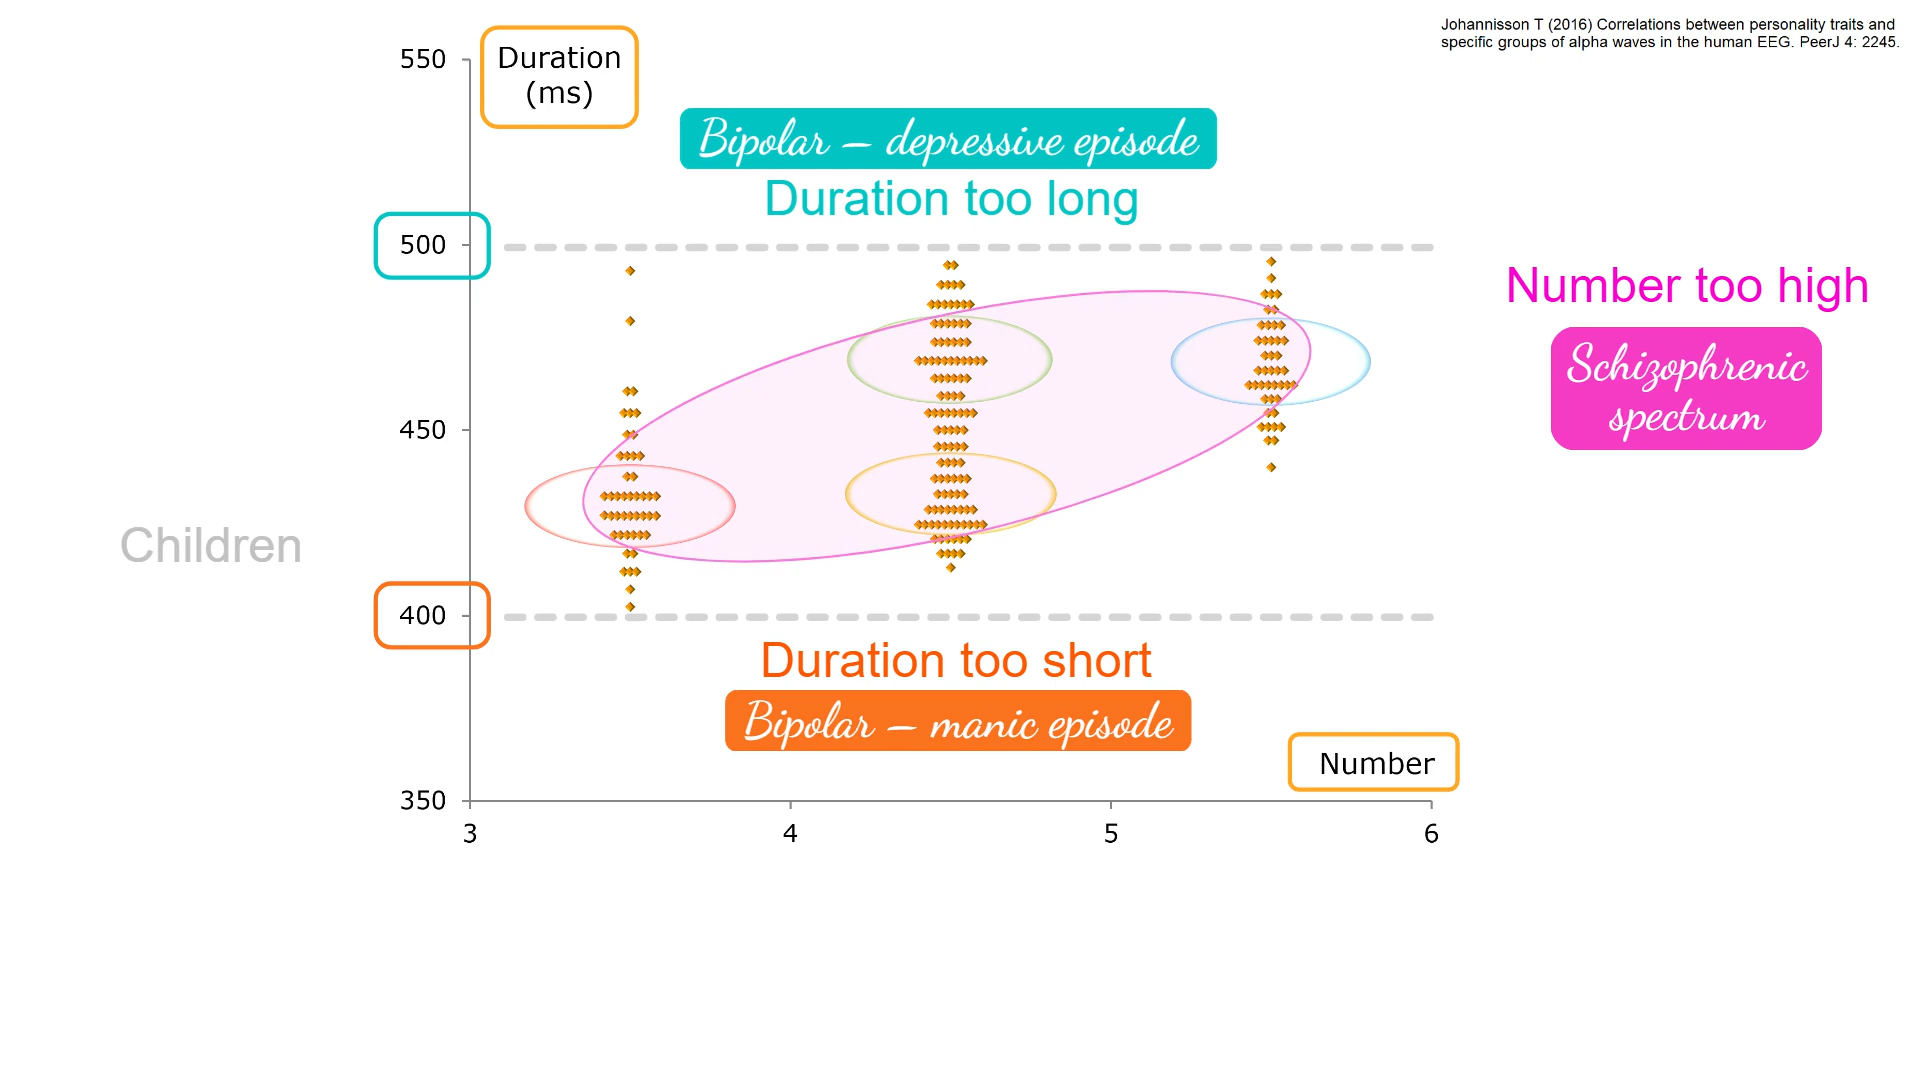 Johannisson T (2016) Correlations between personality traits and
specific groups of alpha waves in the human EEG. PeerJ 4: 2245.
550
Duration
(ms)
Bipolar – depressive episode
Duration too long
500
Number too high
Schizophrenic
spectrum
450
Children
400
Duration too short
Bipolar – manic episode
Number
350
3
4
5
6